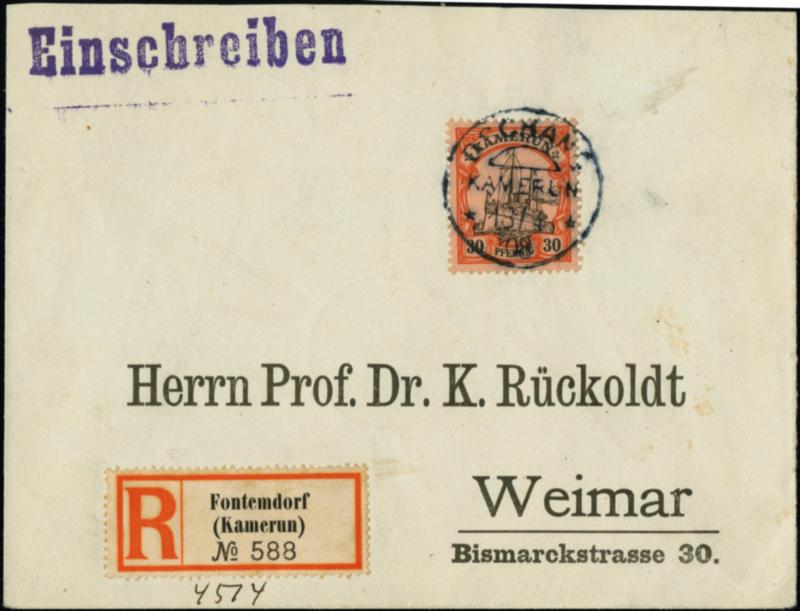 Einschreiben
KAMERUN
KAMERUN
30 PFENNIG 30
Herrn Prof. Dr. K. Rückoldt
Weimar
Bismarckstrasse 30.
R
Fontemdorf
(Kamerun)
№ 588
4574